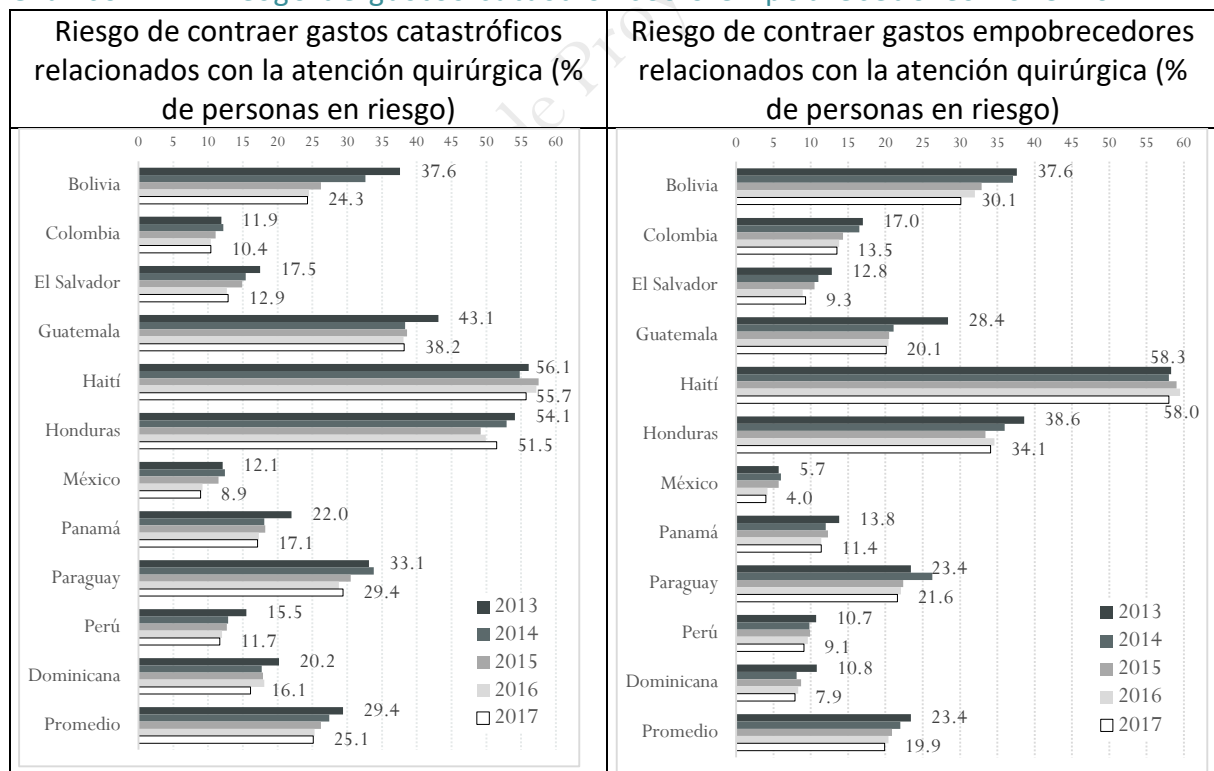 Riesgo de contraer gastos catastróficos
relacionados con la atención quirúrgica (%
de personas en riesgo)
0 5 10 15 20 25 30 35 40 45 50 55 60
Bolivia 37.6
24.3
Colombia 11.9
10.4
El Salvador 17.5
12.9
Guatemala 43.1
38.2
Haití 56.1
55.7
Honduras 54.1
51.5
México 12.1
8.9
Panamá 22.0
17.1
Paraguay 33.1
29.4
Perú 15.5
11.7
Dominicana 20.2
16.1
Promedio 29.4
25.1
2013
2014
2015
2016
2017
Riesgo de contraer gastos empobrecedores
relacionados con la atención quirúrgica (%
de personas en riesgo)
0 5 10 15 20 25 30 35 40 45 50 55 60
Bolivia 37.6
30.1
Colombia 17.0
13.5
El Salvador 12.8
9.3
Guatemala 28.4
20.1
Haití 58.3
58.0
Honduras 38.6
34.1
México 5.7
4.0
Panamá 13.8
11.4
Paraguay 23.4
21.6
Perú 10.7
9.1
Dominicana 10.8
7.9
Promedio 23.4
19.9
2013
2014
2015
2016
2017